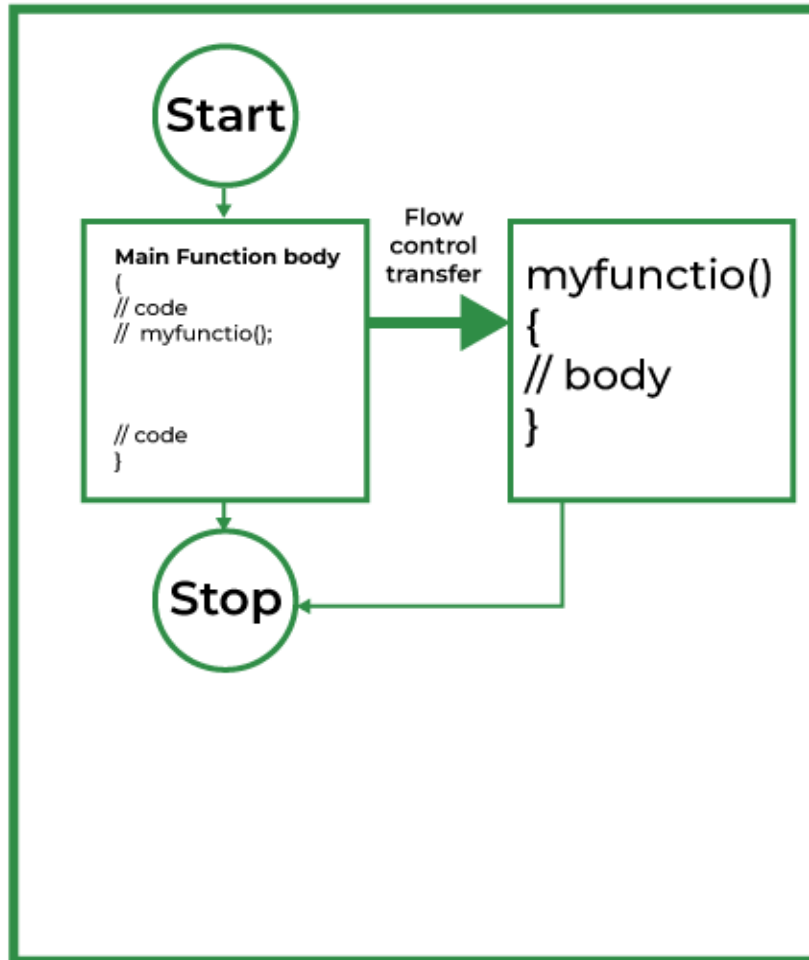 Start
Main Function body
{
// code
// myfunctio();
// code
}
Flow
control
transfer
myfunctio()
{
// body
}
Stop